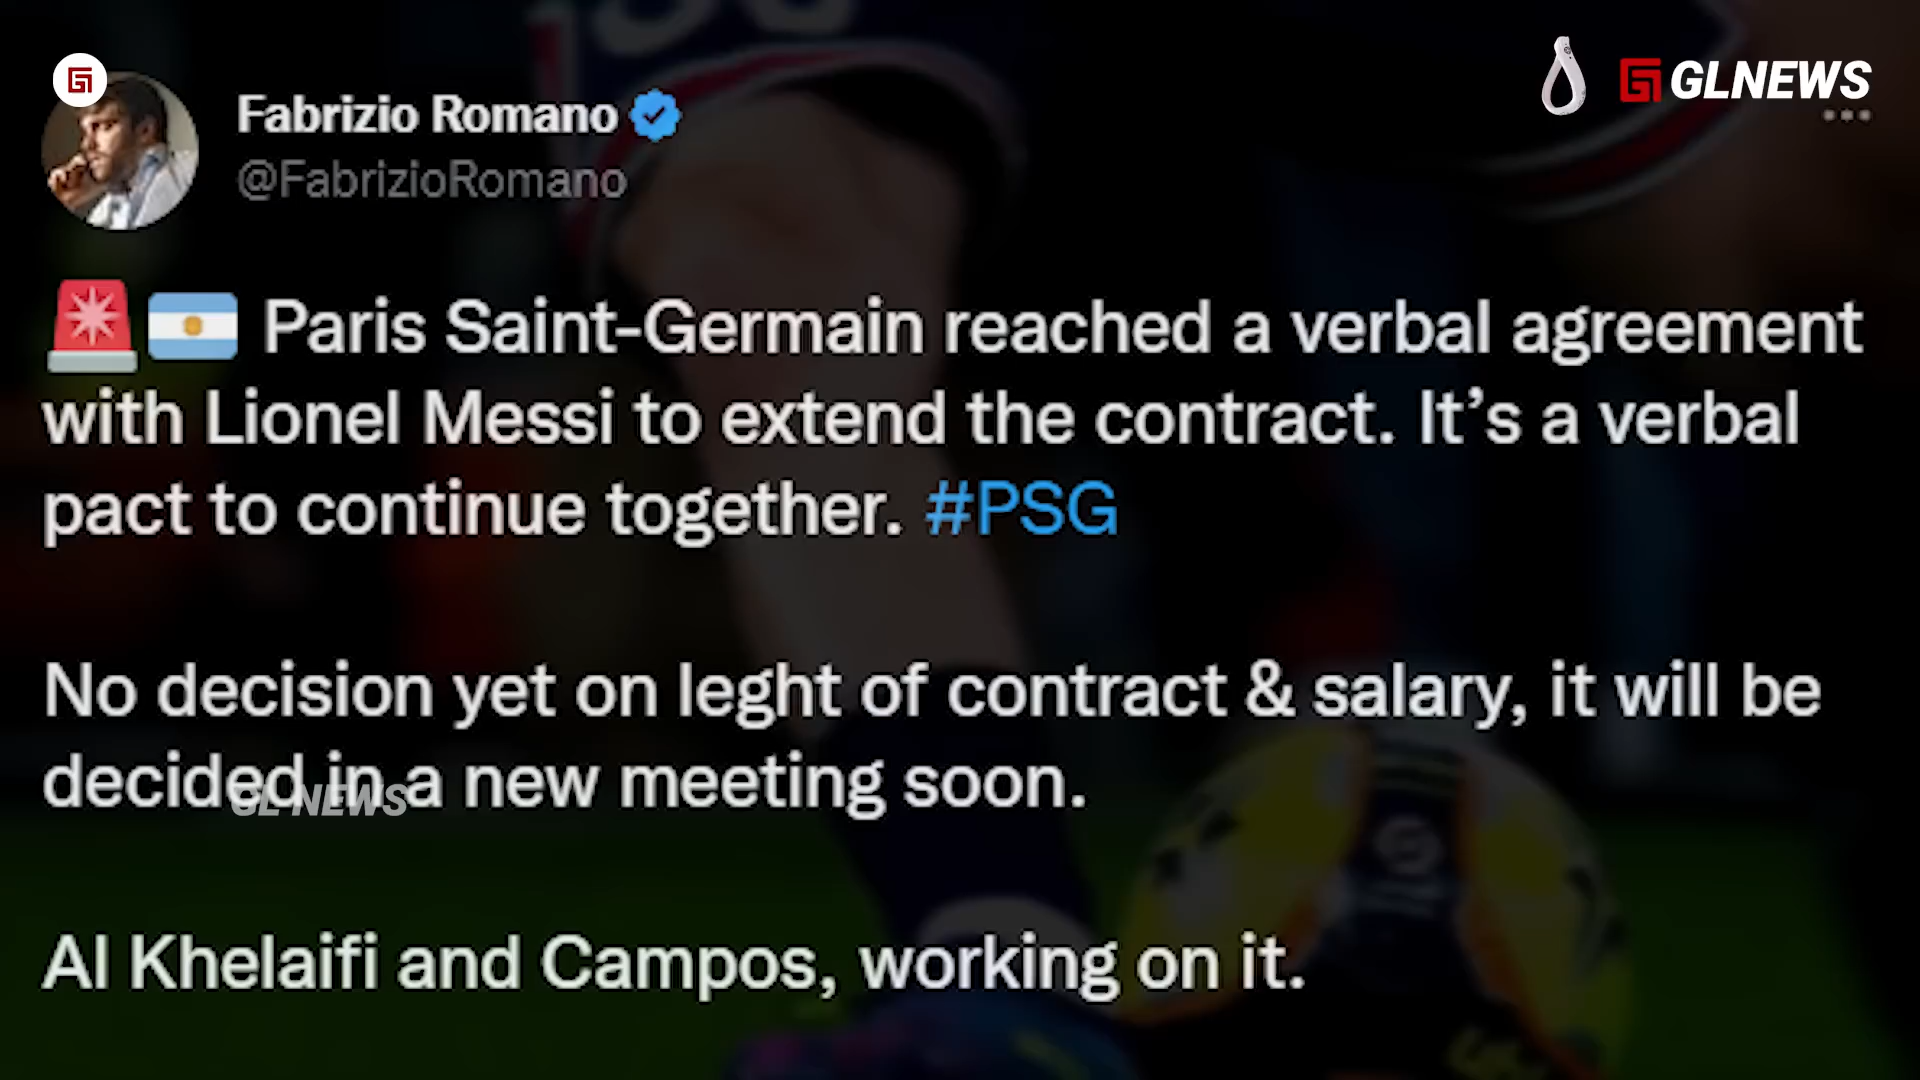 GLNEWS
Fabrizio Romano
@FabrizioRomano
Paris Saint-Germain reached a verbal agreement
with Lionel Messi to extend the contract. It’s a verbal
pact to continue together. #PSG
No decision yet on leght of contract & salary, it will be
decided in a new meeting soon.
GL NEWS
Al Khelaifi and Campos, working on it.